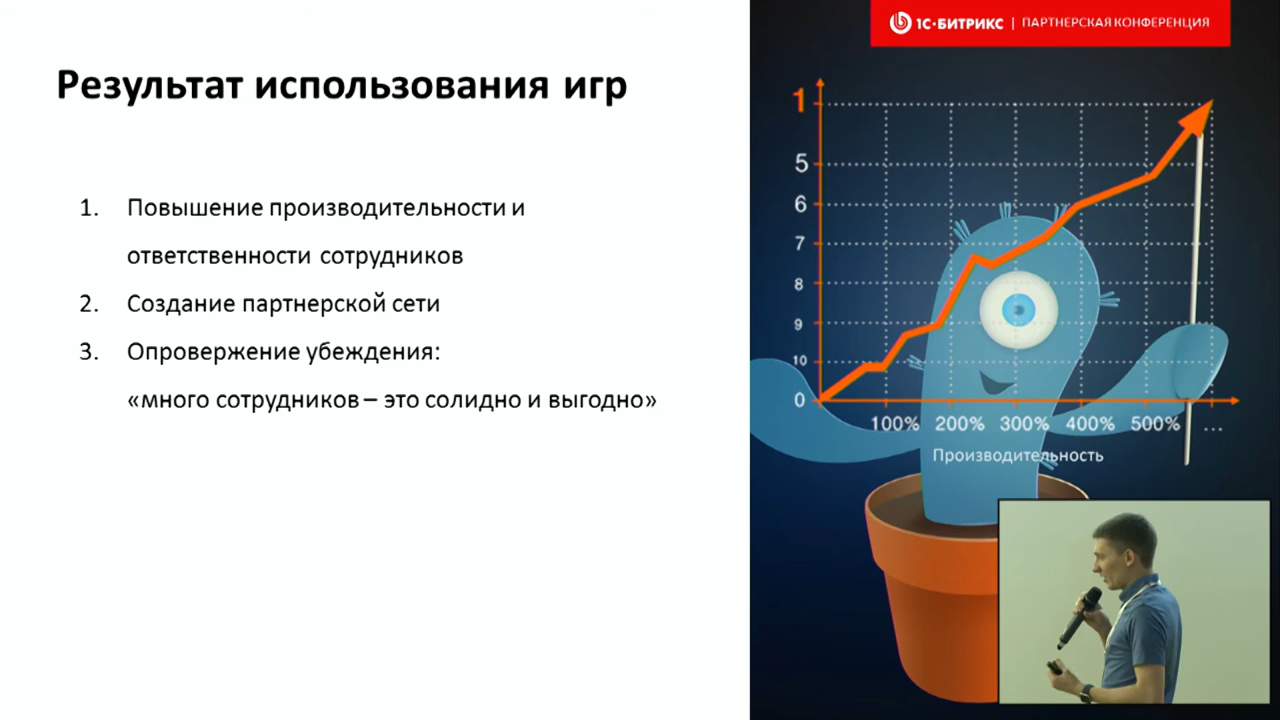 1С·БИТРИКС | ПАРТНЕРСКАЯ КОНФЕРЕНЦИЯ
Результат использования игр
1. Повышение производительности и
ответственности сотрудников
2. Создание партнерской сети
3. Опровержение убеждения:
«много сотрудников – это солидно и выгодно»
1
5
6
7
8
9
10
0
100% 200% 300% 400% 500% ...
Производительность